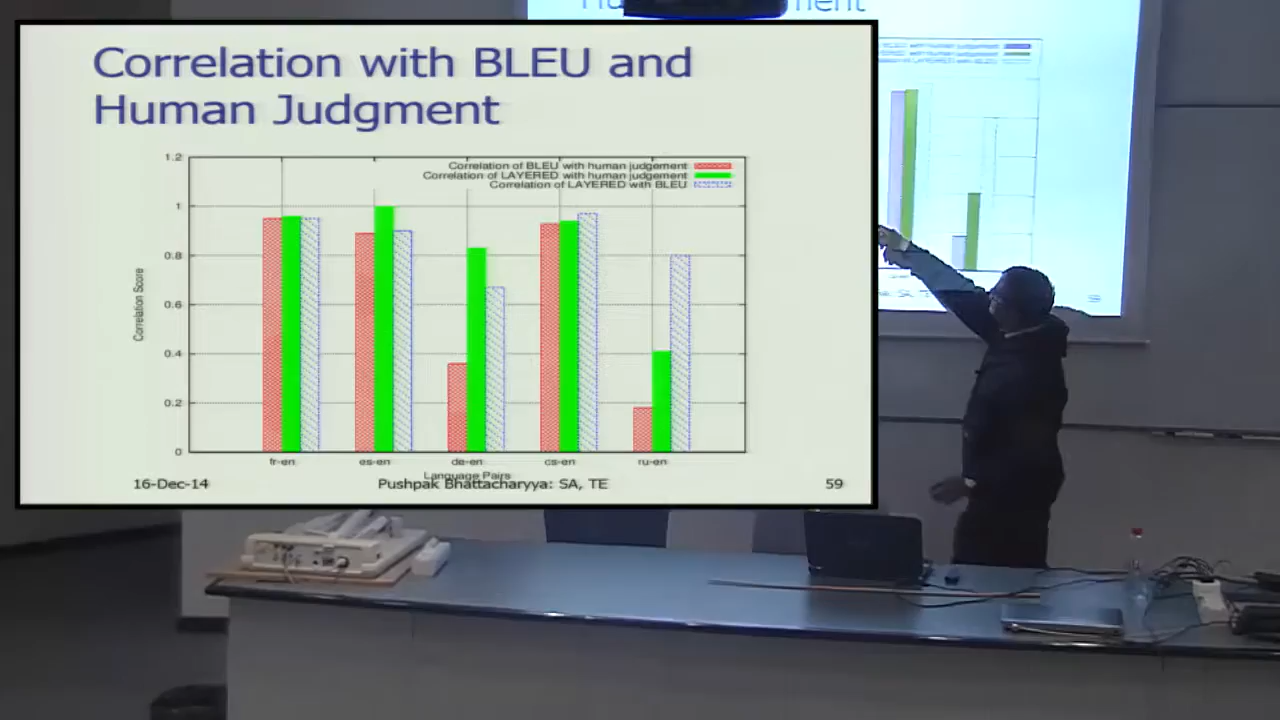 Correlation with BLEU and
Human Judgment
1.2
Correlation of BLEU with human judgement
Correlation of LAYERED with human judgement
Correlation of LAYERED with BLEU
1
0.8
0.6
0.4
0.2
0
Correlation Score
fr-en
es-en
de-en
cs-en
ru-en
Language Pairs
16-Dec-14
Pushpak Bhattacharyya: SA, TE
59